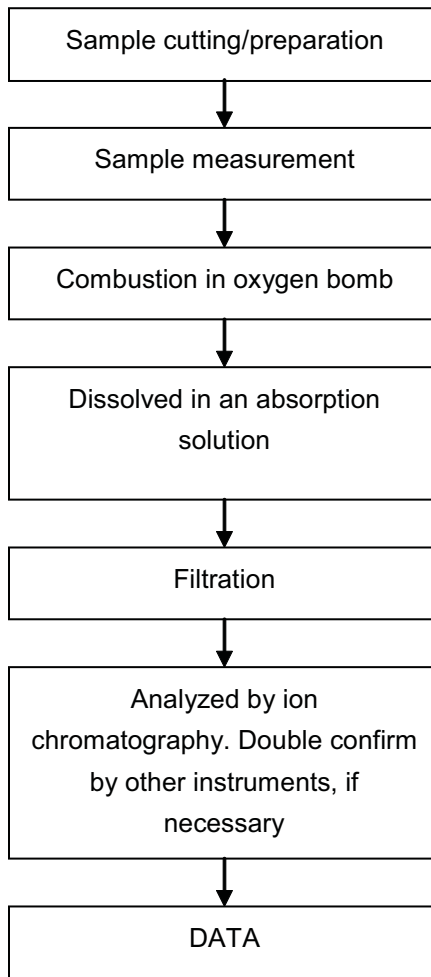 Sample cutting/preparation
Sample measurement
Combustion in oxygen bomb
Dissolved in an absorption
solution
Filtration
Analyzed by ion
chromatography. Double confirm
by other instruments, if
necessary
DATA